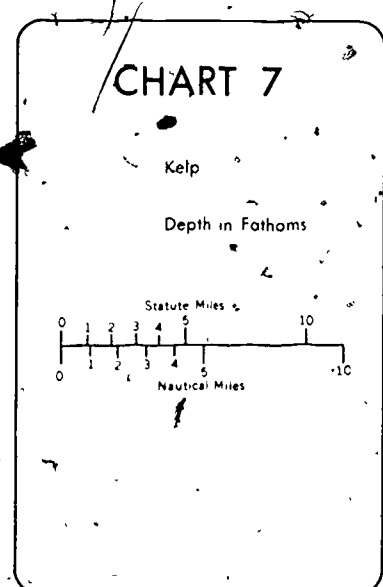 CHART 7
Kelp
Depth in Fathoms
Statute Miles
0 1 2 3 4 5 10
0 1 2 3 4 5 10
Nautical Miles